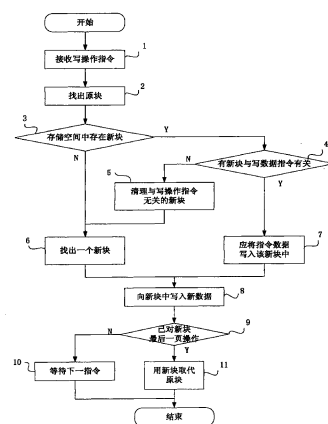 开始
接收写操作指令
1
找出原块
2
3
存储空间中存在新块
Y
N
有新块与写数据指令有关
4
N
Y
5
清理与写操作指令
无关的新块
6
找出一个新块
应将指令数据
写入该新块中
7
向新块中写入新数据
8
已对新块
最后一页操作
9
N
Y
10
等待下一指令
用新块取代
原块
11
结束